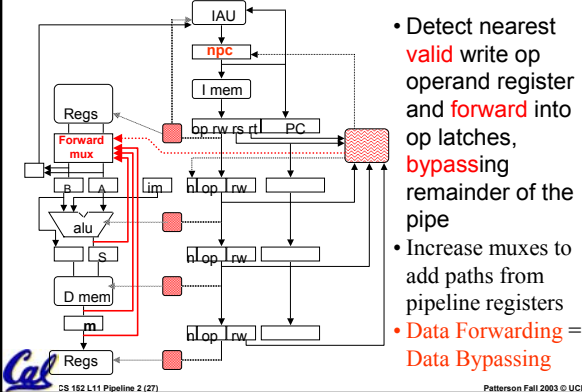 IAU
npc
I mem
Regs
op rw rs rt PC
Forward
mux
B A im
n op rw
alu
S
n op rw
D mem
m
n op rw
Regs
• Detect nearest
valid write op
operand register
and forward into
op latches,
bypassing
remainder of the
pipe
• Increase muxes to
add paths from
pipeline registers
• Data Forwarding =
Data Bypassing
Cal
CS 152 L11 Pipeline 2 (27)
Patterson Fall 2003 © UC